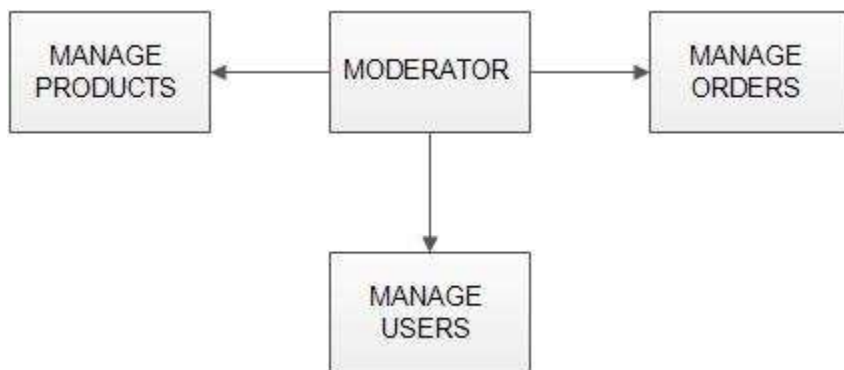 MANAGE
PRODUCTS
MODERATOR
MANAGE
ORDERS
MANAGE
USERS